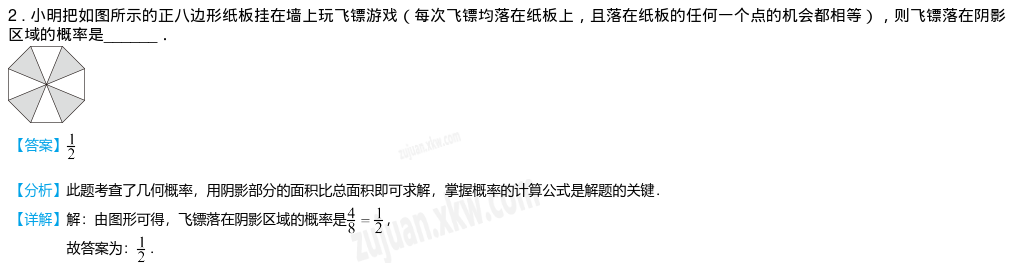 2．小明把如图所示的正八边形纸板挂在墙上玩飞镖游戏（每次飞镖均落在纸板上，且落在纸板的任何一个点的机会都相等），则飞镖落在阴影
区域的概率是______．
【答案】1/2
zujuan.xkw.com
【分析】此题考查了几何概率，用阴影部分的面积比总面积即可求解，掌握概率的计算公式是解题的关键．
【详解】解：由图形可得，飞镖落在阴影区域的概率是4/8＝1/2，
zujuan.xkw.com
故答案为：1/2．